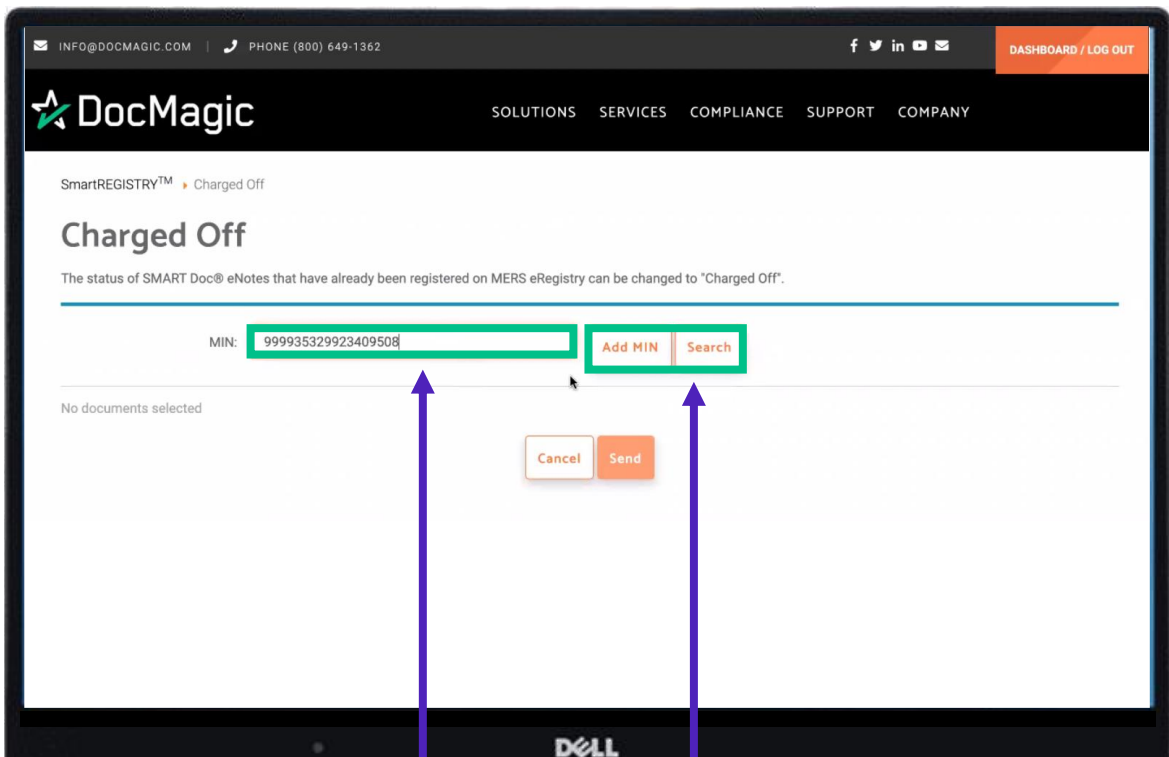 INFO@DOCMAGIC.COM | PHONE (800) 649-1362
DASHBOARD / LOG OUT
DocMagic
SOLUTIONS SERVICES COMPLIANCE SUPPORT COMPANY
SmartREGISTRY™ Charged Off
Charged Off
The status of SMART Doc® eNotes that have already been registered on MERS eRegistry can be changed to "Charged Off".
MIN: 999935329923409508 Add MIN Search
No documents selected
Cancel Send
DELL